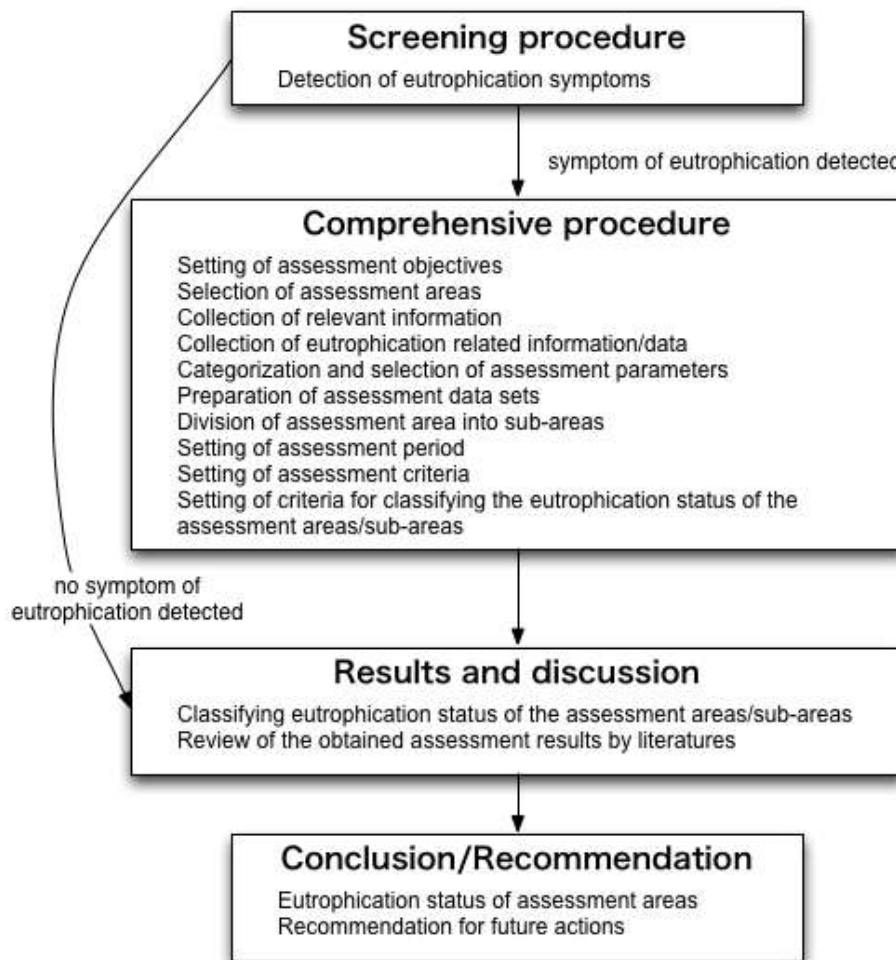 Screening procedure
Detection of eutrophication symptoms
symptom of eutrophication detected
Comprehensive procedure
Setting of assessment objectives
Selection of assessment areas
Collection of relevant information
Collection of eutrophication related information/data
Categorization and selection of assessment parameters
Preparation of assessment data sets
Division of assessment area into sub-areas
Setting of assessment period
Setting of assessment criteria
Setting of criteria for classifying the eutrophication status of the
assessment areas/sub-areas
no symptom of
eutrophication detected
Results and discussion
Classifying eutrophication status of the assessment areas/sub-areas
Review of the obtained assessment results by literatures
Conclusion/Recommendation
Eutrophication status of assessment areas
Recommendation for future actions